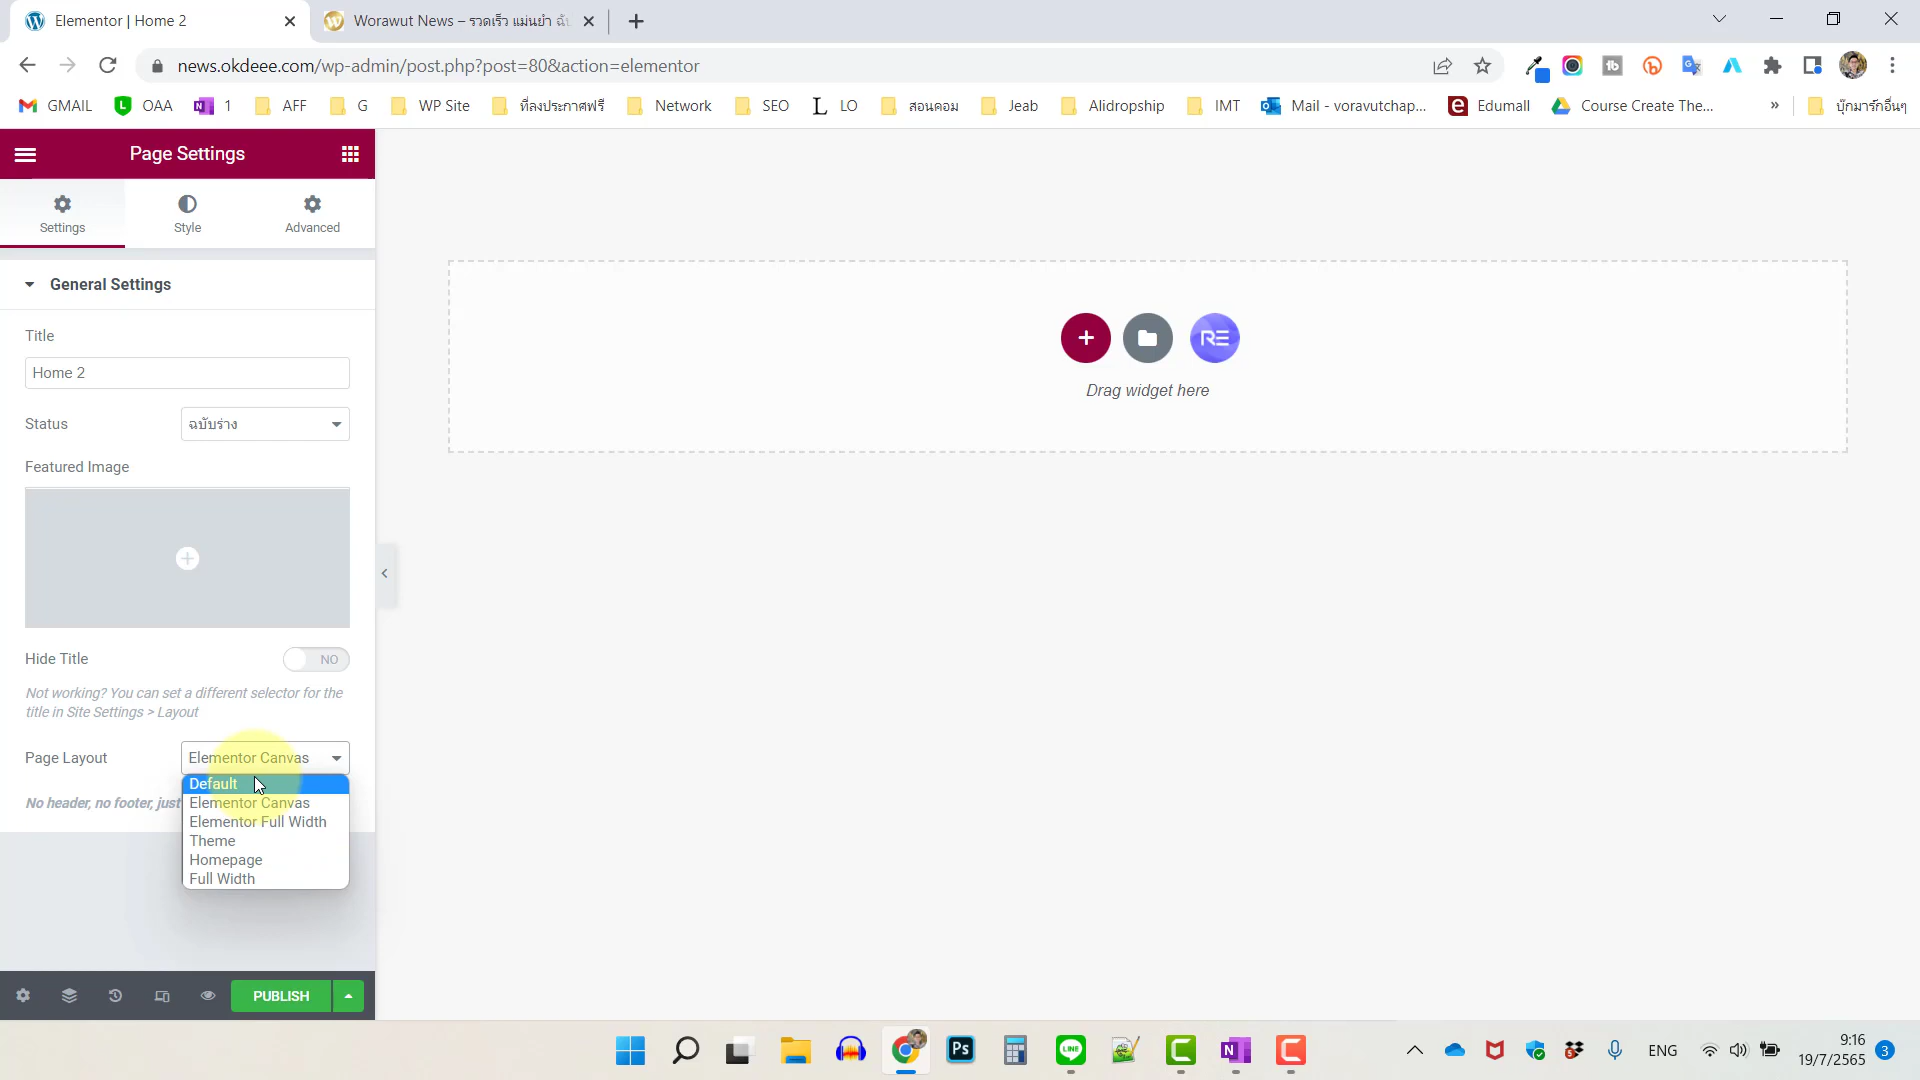 Elementor | Home 2
Worawut News – รวดเร็ว แม่นยำ ฉับ
news.okdeee.com/wp-admin/post.php?post=80&action=elementor
GMAIL
OAA
1
AFF
G
WP Site
ที่ลงประกาศฟรี
Network
SEO
LO
สอนคอม
Jeab
Alidropship
IMT
Mail - voravutchap...
Edumall
Course Create The...
»
บุ๊กมาร์กอื่นๆ
Page Settings
Settings
Style
Advanced
General Settings
Title
Home 2
Status
ฉบับร่าง
Featured Image
Hide Title
NO
Not working? You can set a different selector for the
title in Site Settings > Layout
Page Layout
Elementor Canvas
Default
No header, no footer, just
Elementor Canvas
Elementor Full Width
Theme
Homepage
Full Width
PUBLISH
RE
Drag widget here
Ps
LINE
N
ENG
9:16
19/7/2565
3